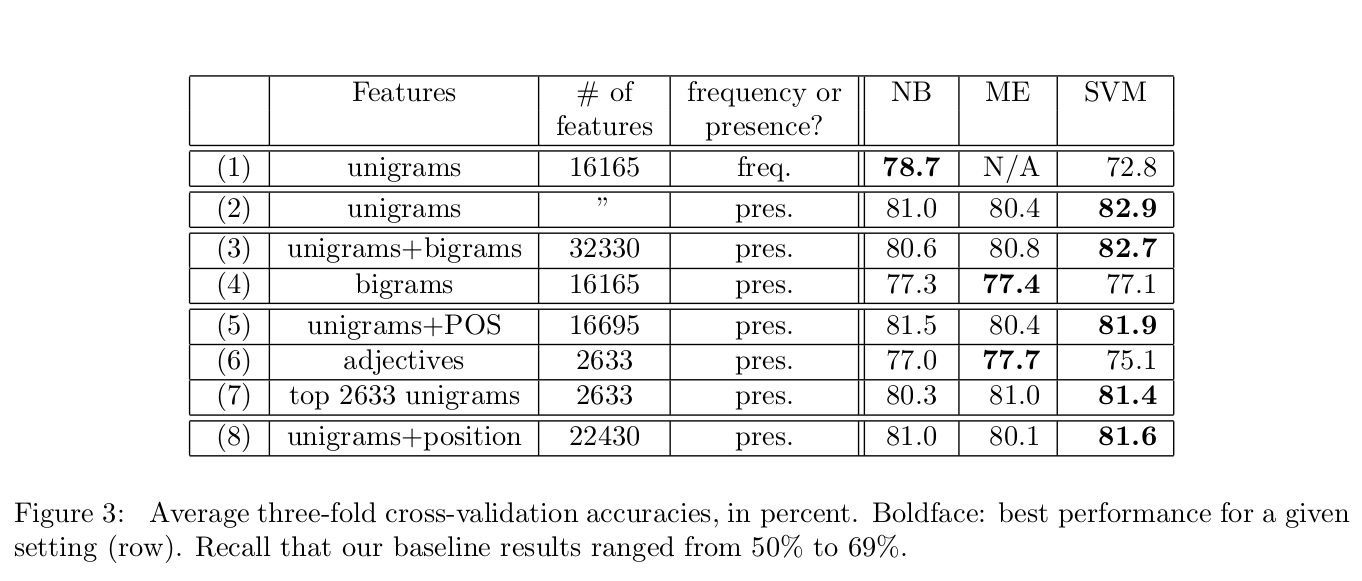 Features # of features frequency or presence? NB ME SVM
(1) unigrams 16165 freq. 78.7 N/A 72.8
(2) unigrams ” pres. 81.0 80.4 82.9
(3) unigrams+bigrams 32330 pres. 80.6 80.8 82.7
(4) bigrams 16165 pres. 77.3 77.4 77.1
(5) unigrams+POS 16695 pres. 81.5 80.4 81.9
(6) adjectives 2633 pres. 77.0 77.7 75.1
(7) top 2633 unigrams 2633 pres. 80.3 81.0 81.4
(8) unigrams+position 22430 pres. 81.0 80.1 81.6
Figure 3: Average three-fold cross-validation accuracies, in percent. Boldface: best performance for a given
setting (row). Recall that our baseline results ranged from 50% to 69%.